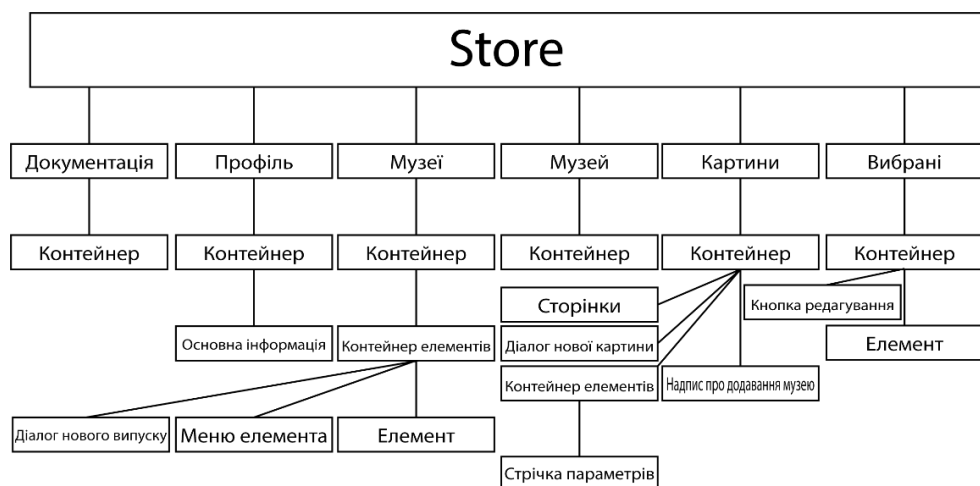 Store
Документація
Профіль
Музеї
Музей
Картини
Вибрані
Контейнер
Контейнер
Контейнер
Контейнер
Контейнер
Контейнер
Сторінки
Кнопка редагування
Основна інформація
Контейнер елементів
Діалог нової картини
Елемент
Контейнер елементів
Надпис про додавання музею
Діалог нового випуску
Меню елемента
Елемент
Стрічка параметрів